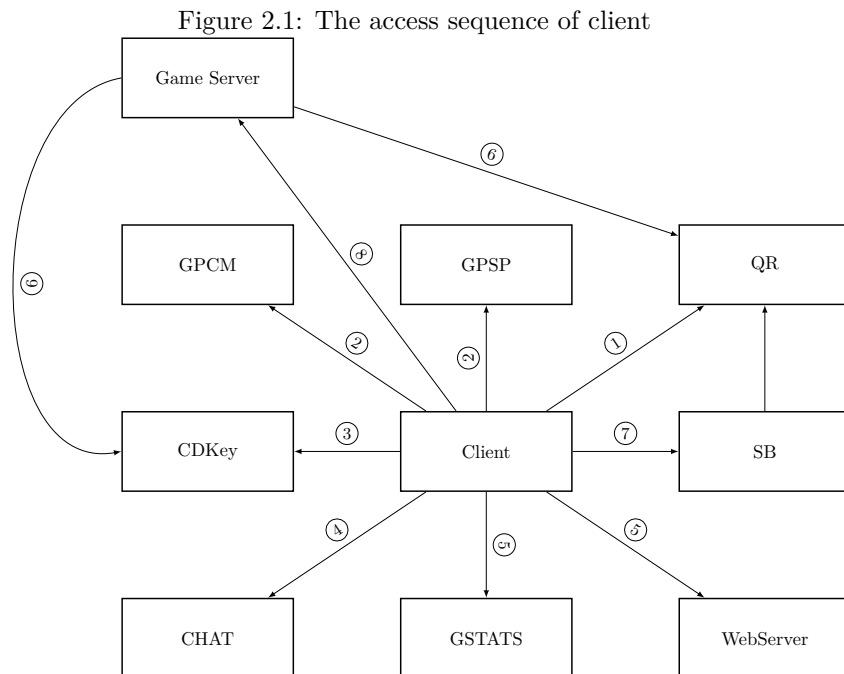 Figure 2.1: The access sequence of client
Game Server
6
8
6
GPCM
GPSP
QR
2
2
1
CDKey
3
Client
7
SB
4
5
5
CHAT
GSTATS
WebServer